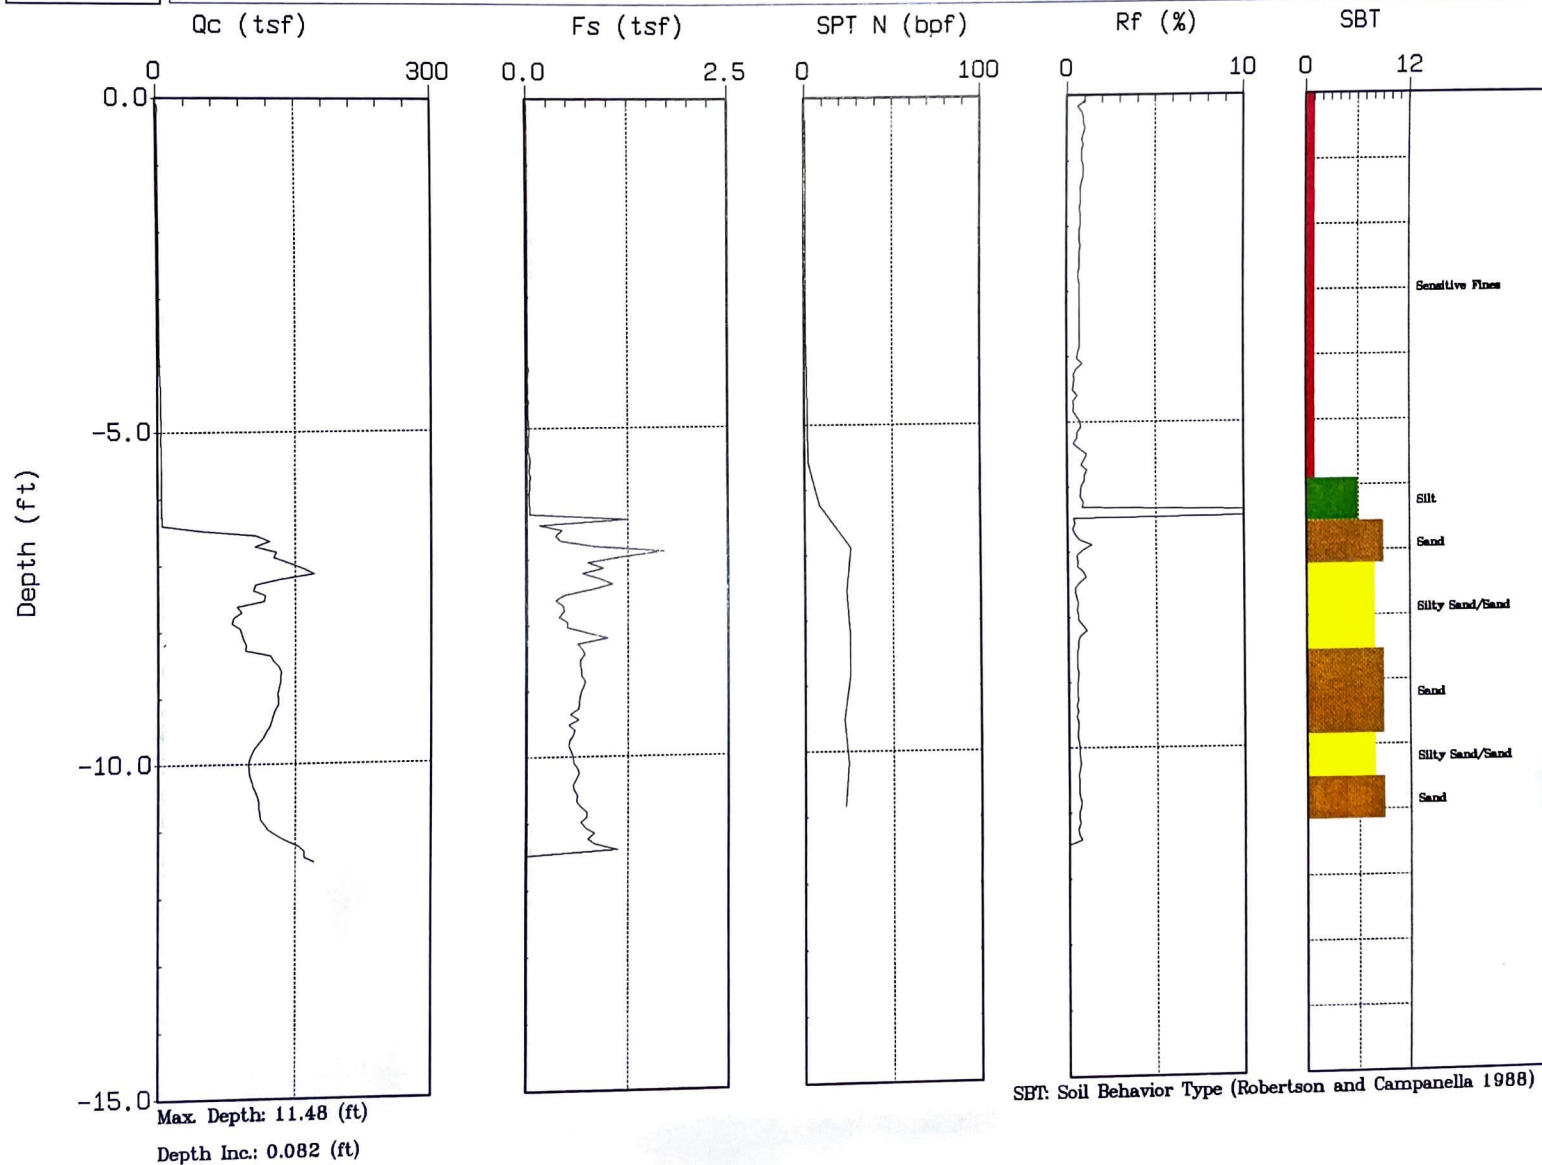 Qc (tsf) Fs (tsf) SPT N (bpf) Rf (%) SBT
0 300 0.0 2.5 0 100 0 10 0 12
0.0
Sensitive Fines
-5.0
Depth (ft)
Silt
Sand
Silty Sand/Sand
Sand
-10.0
Silty Sand/Sand
Sand
-15.0
SBT: Soil Behavior Type (Robertson and Campanella 1988)
Max. Depth: 11.48 (ft)
Depth Inc.: 0.082 (ft)